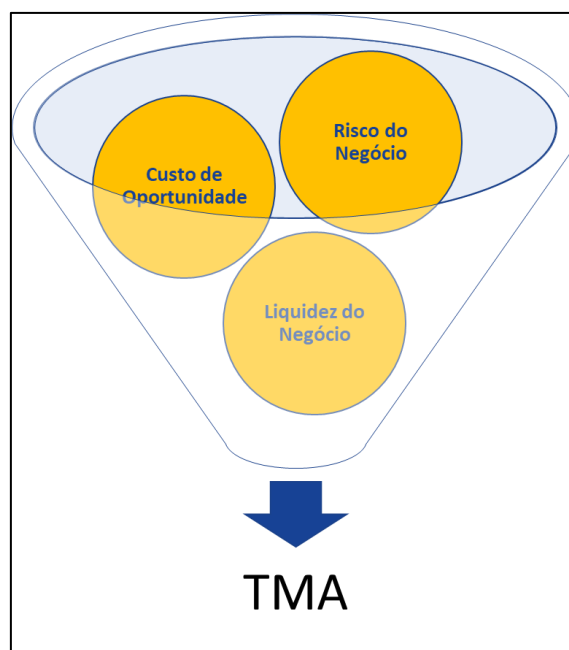 Risco do
Negócio
Custo de
Oportunidade
Liquidez do
Negócio
TMA